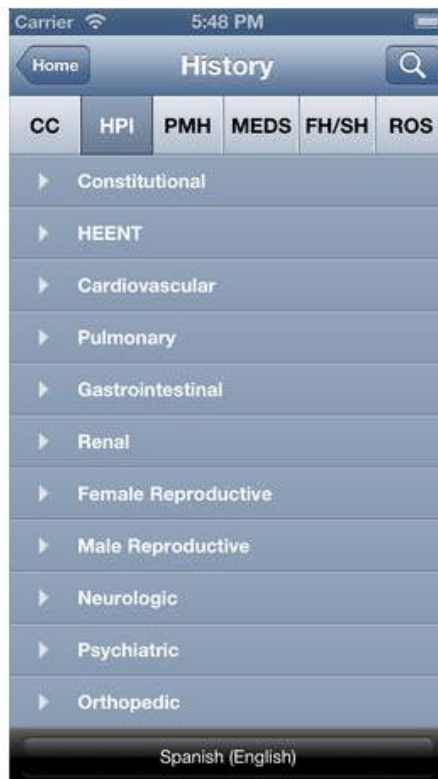 Carrier 5:48 PM
Home History
CC HPI PMH MEDS FH/SH ROS
Constitutional
HEENT
Cardiovascular
Pulmonary
Gastrointestinal
Renal
Female Reproductive
Male Reproductive
Neurologic
Psychiatric
Orthopedic
Spanish (English)